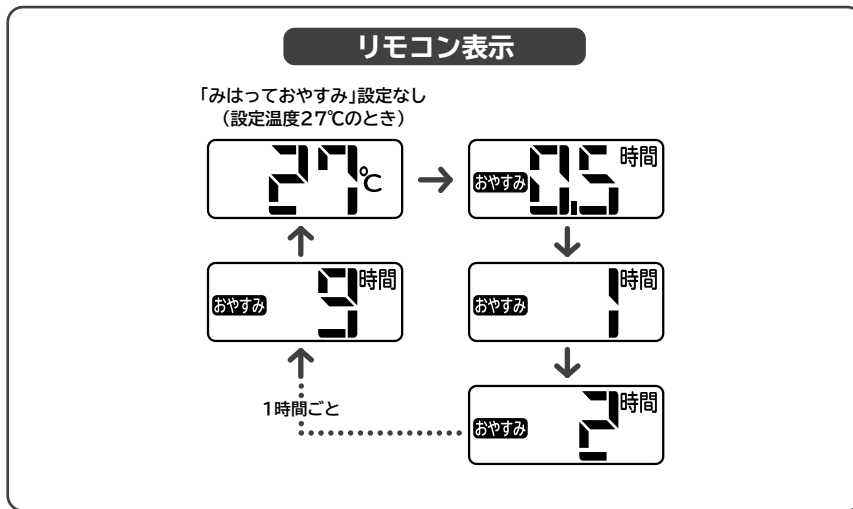 リモコン表示
「みはっておやすみ」設定なし
(設定温度27℃のとき)
27℃
おやすみ 0.5 時間
おやすみ 1 時間
おやすみ 2 時間
1時間ごと
おやすみ 9 時間